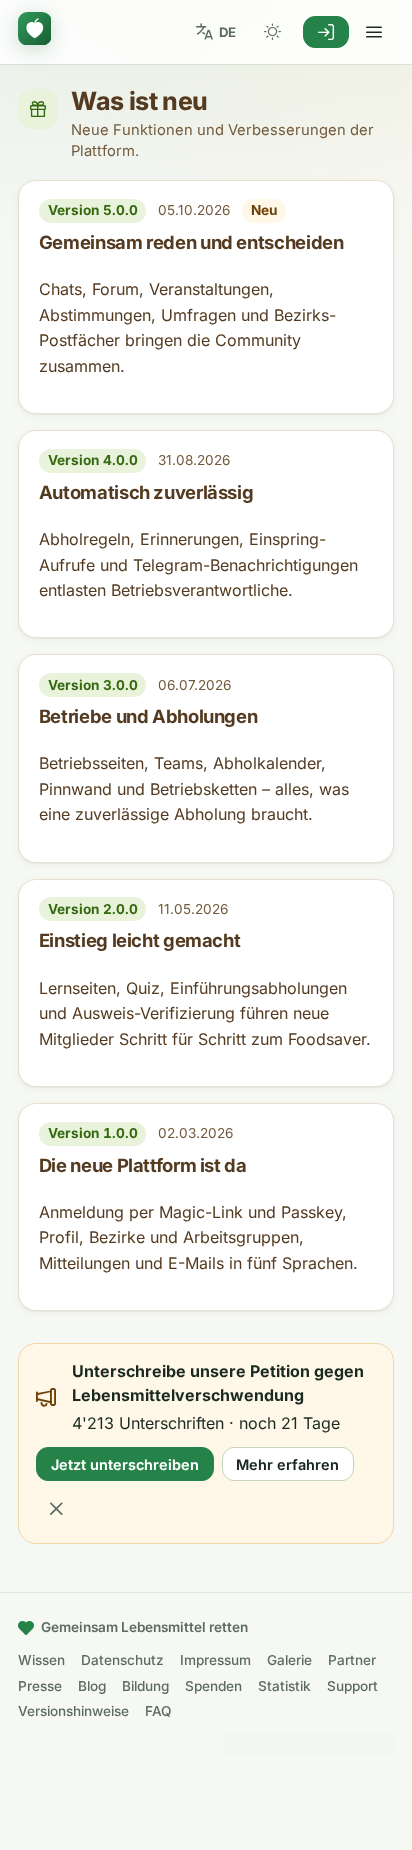 DE
Was ist neu
Neue Funktionen und Verbesserungen der
Plattform.
Version 5.0.0 05.10.2026 Neu
Gemeinsam reden und entscheiden
Chats, Forum, Veranstaltungen,
Abstimmungen, Umfragen und Bezirks-
Postfächer bringen die Community
zusammen.
Version 4.0.0 31.08.2026
Automatisch zuverlässig
Abholregeln, Erinnerungen, Einspring-
Aufrufe und Telegram-Benachrichtigungen
entlasten Betriebsverantwortliche.
Version 3.0.0 06.07.2026
Betriebe und Abholungen
Betriebsseiten, Teams, Abholkalender,
Pinnwand und Betriebsketten – alles, was
eine zuverlässige Abholung braucht.
Version 2.0.0 11.05.2026
Einstieg leicht gemacht
Lernseiten, Quiz, Einführungsabholungen
und Ausweis-Verifizierung führen neue
Mitglieder Schritt für Schritt zum Foodsaver.
Version 1.0.0 02.03.2026
Die neue Plattform ist da
Anmeldung per Magic-Link und Passkey,
Profil, Bezirke und Arbeitsgruppen,
Mitteilungen und E-Mails in fünf Sprachen.
Unterschreibe unsere Petition gegen
Lebensmittelverschwendung
4'213 Unterschriften · noch 21 Tage
Jetzt unterschreiben Mehr erfahren
Gemeinsam Lebensmittel retten
Wissen Datenschutz Impressum Galerie Partner
Presse Blog Bildung Spenden Statistik Support
Versionshinweise FAQ